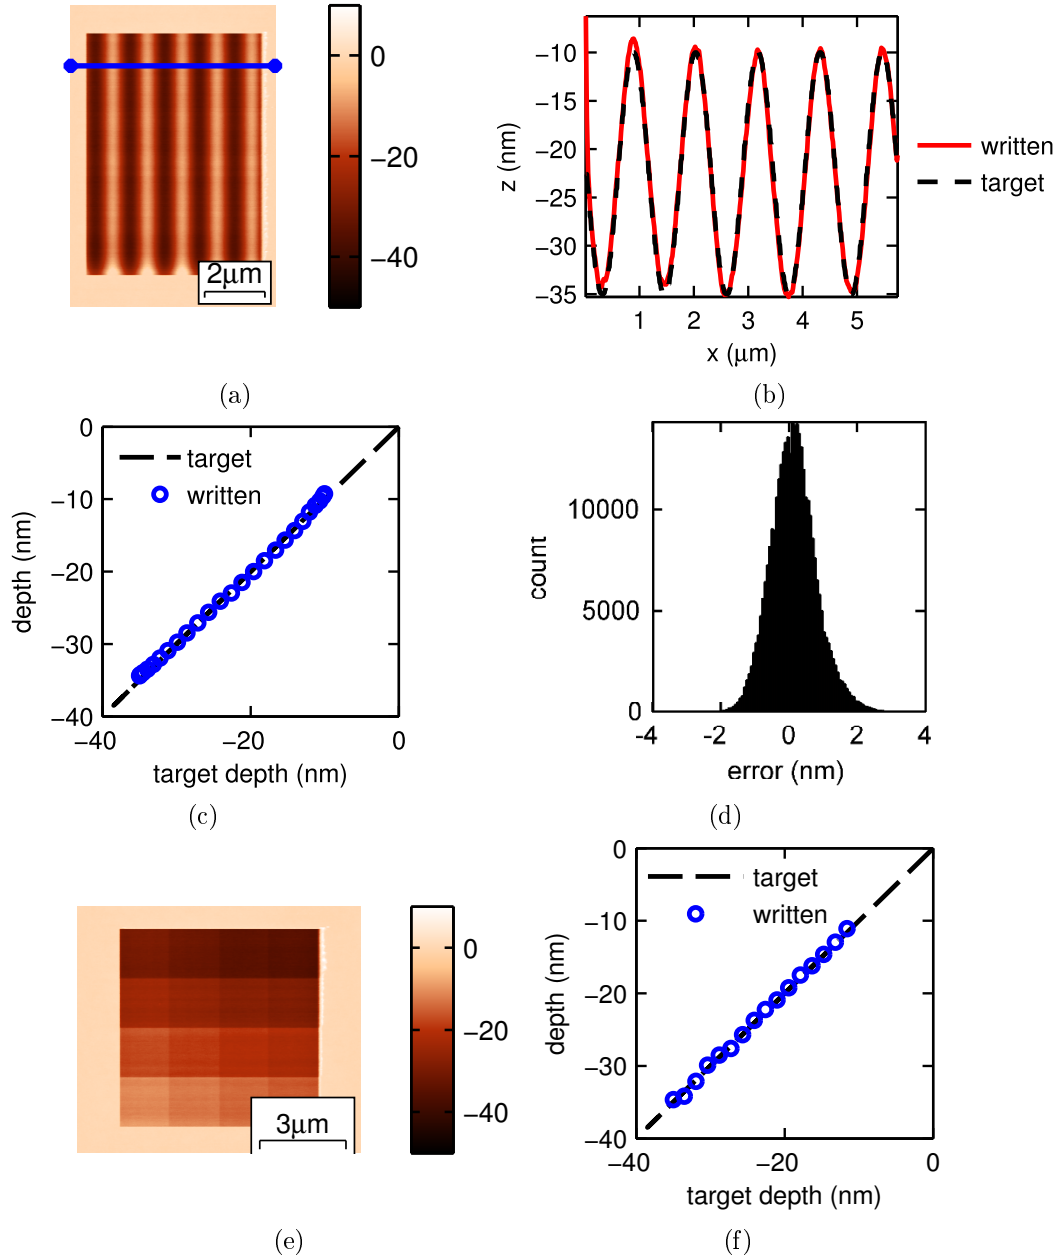 0
−20
−40
2μm
(a)
−10
−15
−20
−25
−30
−35
z (nm)
1 2 3 4 5
x (μm)
written
target
(b)
0
−10
−20
−30
−40
depth (nm)
target
written
−40 −20 0
target depth (nm)
(c)
10000
5000
0
count
-4 -2 0 2 4
error (nm)
(d)
0
−20
−40
3μm
(e)
0
−10
−20
−30
−40
depth (nm)
target
written
−40 −20 0
target depth (nm)
(f)